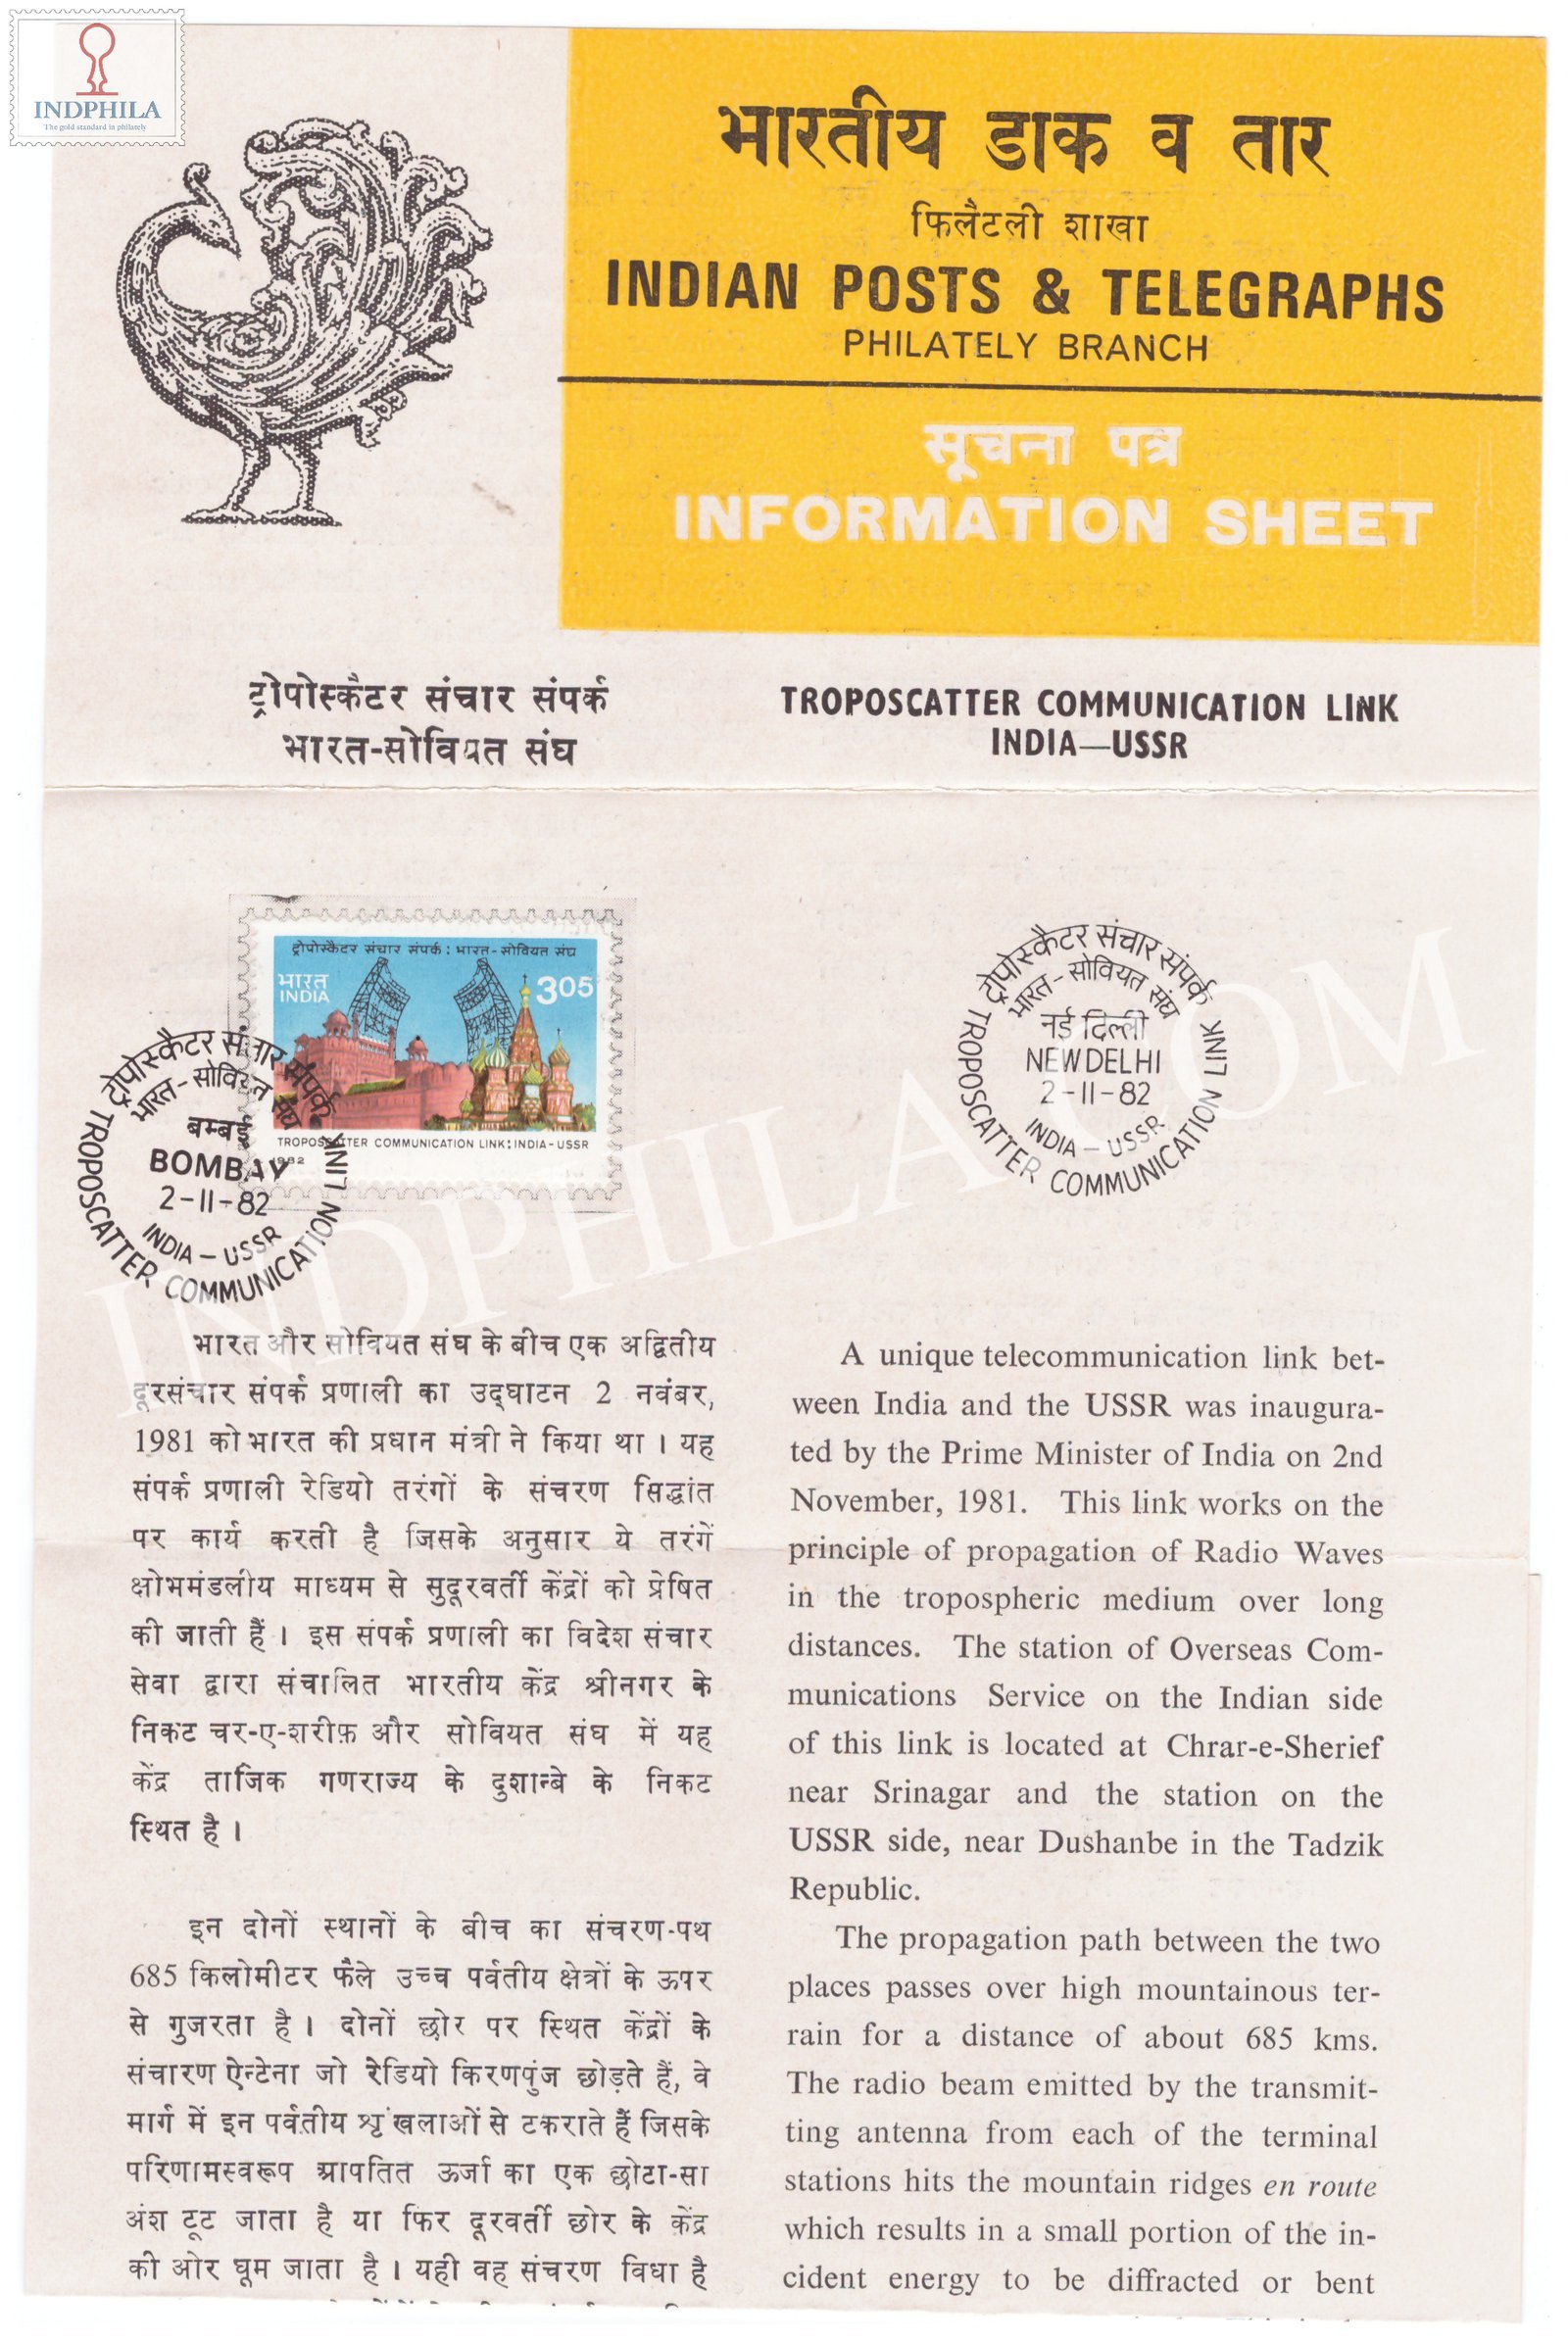 INDPHILA
The gold standard in philately
भारतीय डाक व तार
फिलैटली शाखा
INDIAN POSTS & TELEGRAPHS
PHILATELY BRANCH
सूचना पत्र
INFORMATION SHEET
ट्रोपोस्कैटर संचार संपर्क
भारत-सोवियत संघ
TROPOSCATTER COMMUNICATION LINK
INDIA—USSR
ट्रोपोस्कैटर संचार संपर्क : भारत-सोवियत संघ
भारत
INDIA
305
TROPOSCATTER COMMUNICATION LINK : INDIA-USSR
1982
ट्रोपोस्कैटर संचार संपर्क
भारत-सोवियत संघ
बम्बई
BOMBAY
2-11-82
INDIA - USSR
TROPOSCATTER COMMUNICATION LINK
ट्रोपोस्कैटर संचार संपर्क
भारत-सोवियत संघ
नई दिल्ली
NEW DELHI
2-11-82
INDIA - USSR
TROPOSCATTER COMMUNICATION LINK
INDPHILA.COM
भारत और सोवियत संघ के बीच एक अद्वितीय
दूरसंचार संपर्क प्रणाली का उद्घाटन 2 नवंबर,
1981 को भारत की प्रधान मंत्री ने किया था । यह
संपर्क प्रणाली रेडियो तरंगों के संचरण सिद्धांत
पर कार्य करती है जिसके अनुसार ये तरंगें
क्षोभमंडलीय माध्यम से सुदूरवर्ती केंद्रों को प्रेषित
की जाती हैं । इस संपर्क प्रणाली का विदेश संचार
सेवा द्वारा संचालित भारतीय केंद्र श्रीनगर के
निकट चर-ए-शरीफ़ और सोवियत संघ में यह
केंद्र ताजिक गणराज्य के दुशान्बे के निकट
स्थित है ।
इन दोनों स्थानों के बीच का संचरण-पथ
685 किलोमीटर फैले उच्च पर्वतीय क्षेत्रों के ऊपर
से गुजरता है । दोनों छोर पर स्थित केंद्रों के
संचारण ऐन्टेना जो रेडियो किरणपुंज छोड़ते हैं, वे
मार्ग में इन पर्वतीय शृंखलाओं से टकराते हैं जिसके
परिणामस्वरूप आपतित ऊर्जा का एक छोटा-सा
अंश टूट जाता है या फिर दूरवर्ती छोर के केंद्र
की ओर घूम जाता है । यही वह संचरण विधा है
A unique telecommunication link bet-
ween India and the USSR was inaugura-
ted by the Prime Minister of India on 2nd
November, 1981. This link works on the
principle of propagation of Radio Waves
in the tropospheric medium over long
distances. The station of Overseas Com-
munications Service on the Indian side
of this link is located at Chrar-e-Sherief
near Srinagar and the station on the
USSR side, near Dushanbe in the Tadzik
Republic.
The propagation path between the two
places passes over high mountainous ter-
rain for a distance of about 685 kms.
The radio beam emitted by the transmit-
ting antenna from each of the terminal
stations hits the mountain ridges en route
which results in a small portion of the in-
cident energy to be diffracted or bent